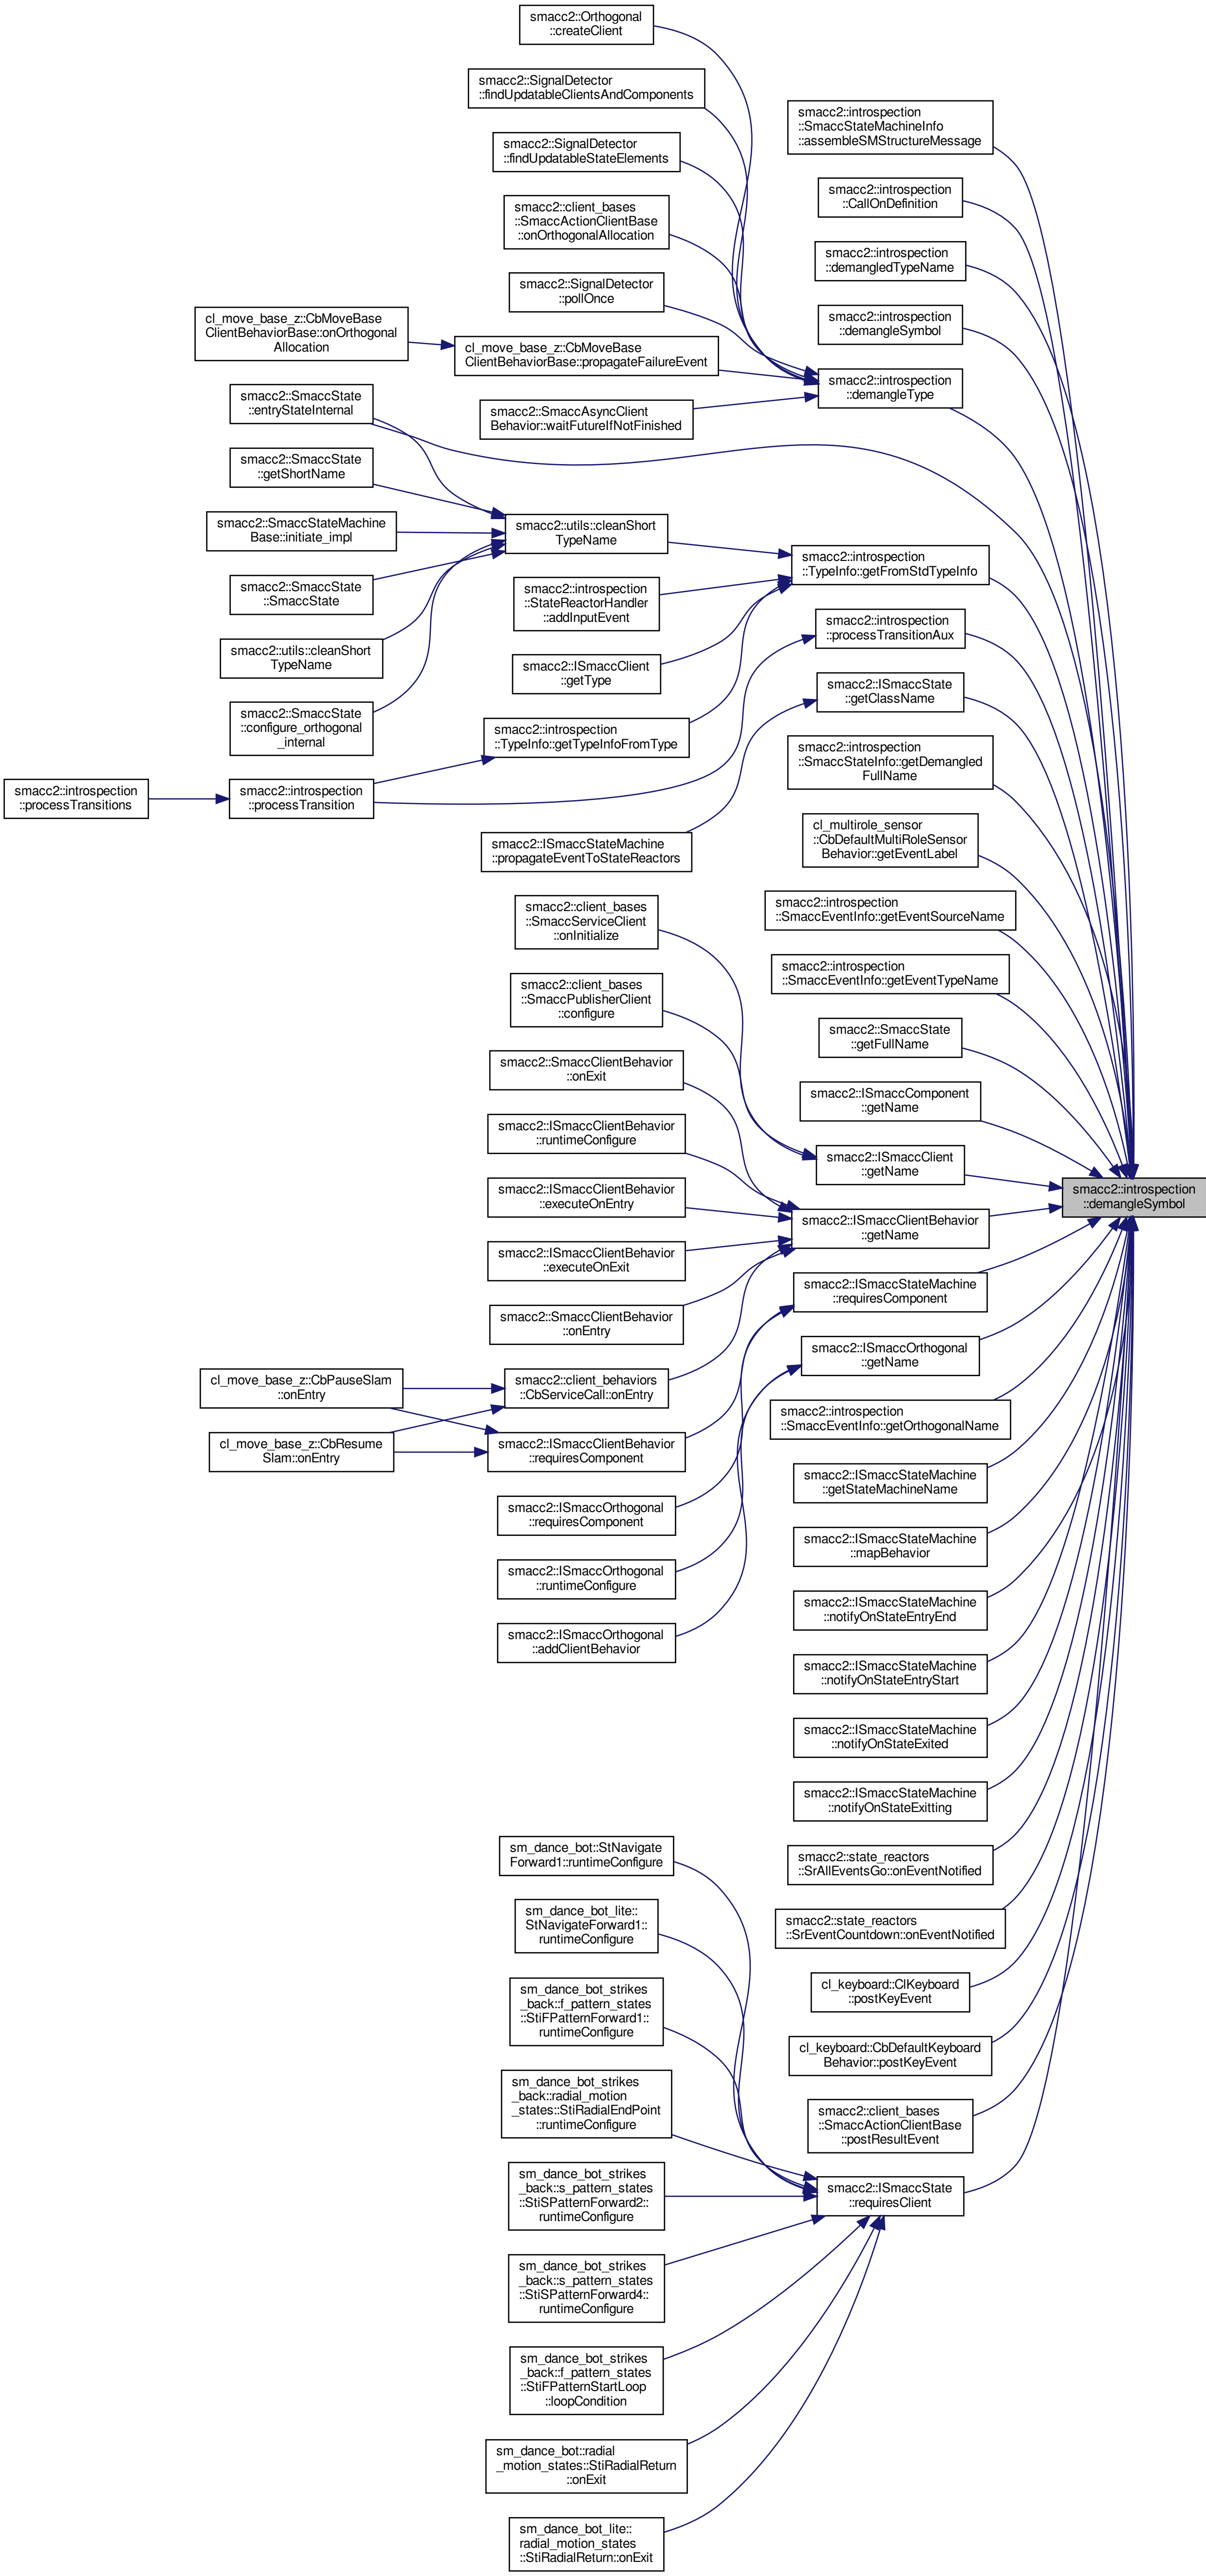 smacc2::Orthogonal
::createClient
smacc2::SignalDetector
::findUpdatableClientsAndComponents
smacc2::SignalDetector
::findUpdatableStateElements
smacc2::client_bases
::SmaccActionClientBase
::onOrthogonalAllocation
smacc2::SignalDetector
::pollOnce
cl_move_base_z::CbMoveBase
ClientBehaviorBase::onOrthogonal
Allocation
cl_move_base_z::CbMoveBase
ClientBehaviorBase::propagateFailureEvent
smacc2::SmaccAsyncClient
Behavior::waitFutureIfNotFinished
smacc2::SmaccState
::entryStateInternal
smacc2::SmaccState
::getShortName
smacc2::SmaccStateMachine
Base::initiate_impl
smacc2::SmaccState
::SmaccState
smacc2::utils::cleanShort
TypeName
smacc2::SmaccState
::configure_orthogonal
_internal
smacc2::introspection
::processTransitions
smacc2::introspection
::processTransition
smacc2::utils::cleanShort
TypeName
smacc2::introspection
::StateReactorHandler
::addInputEvent
smacc2::ISmaccClient
::getType
smacc2::introspection
::TypeInfo::getTypeInfoFromType
smacc2::ISmaccStateMachine
::propagateEventToStateReactors
smacc2::client_bases
::SmaccServiceClient
::onInitialize
smacc2::client_bases
::SmaccPublisherClient
::configure
smacc2::SmaccClientBehavior
::onExit
smacc2::ISmaccClientBehavior
::runtimeConfigure
smacc2::ISmaccClientBehavior
::executeOnEntry
smacc2::ISmaccClientBehavior
::executeOnExit
smacc2::SmaccClientBehavior
::onEntry
cl_move_base_z::CbPauseSlam
::onEntry
smacc2::client_behaviors
::CbServiceCall::onEntry
cl_move_base_z::CbResume
Slam::onEntry
smacc2::ISmaccClientBehavior
::requiresComponent
smacc2::ISmaccOrthogonal
::requiresComponent
smacc2::ISmaccOrthogonal
::runtimeConfigure
smacc2::ISmaccOrthogonal
::addClientBehavior
sm_dance_bot::StNavigate
Forward1::runtimeConfigure
sm_dance_bot_lite::
StNavigateForward1::
runtimeConfigure
sm_dance_bot_strikes
_back::f_pattern_states
::StiFPatternForward1::
runtimeConfigure
sm_dance_bot_strikes
_back::radial_motion
_states::StiRadialEndPoint
::runtimeConfigure
sm_dance_bot_strikes
_back::s_pattern_states
::StiSPatternForward2::
runtimeConfigure
sm_dance_bot_strikes
_back::s_pattern_states
::StiSPatternForward4::
runtimeConfigure
sm_dance_bot_strikes
_back::f_pattern_states
::StiFPatternStartLoop
::loopCondition
sm_dance_bot::radial
_motion_states::StiRadialReturn
::onExit
sm_dance_bot_lite::
radial_motion_states
::StiRadialReturn::onExit
smacc2::introspection
::SmaccStateMachineInfo
::assembleSMStructureMessage
smacc2::introspection
::CallOnDefinition
smacc2::introspection
::demangledTypeName
smacc2::introspection
::demangleSymbol
smacc2::introspection
::demangleType
smacc2::introspection
::TypeInfo::getFromStdTypeInfo
smacc2::introspection
::processTransitionAux
smacc2::ISmaccState
::getClassName
smacc2::introspection
::SmaccStateInfo::getDemangled
FullName
cl_multirole_sensor
::CbDefaultMultiRoleSensor
Behavior::getEventLabel
smacc2::introspection
::SmaccEventInfo::getEventSourceName
smacc2::introspection
::SmaccEventInfo::getEventTypeName
smacc2::SmaccState
::getFullName
smacc2::ISmaccComponent
::getName
smacc2::ISmaccClient
::getName
smacc2::ISmaccClientBehavior
::getName
smacc2::ISmaccStateMachine
::requiresComponent
smacc2::ISmaccOrthogonal
::getName
smacc2::introspection
::SmaccEventInfo::getOrthogonalName
smacc2::ISmaccStateMachine
::getStateMachineName
smacc2::ISmaccStateMachine
::mapBehavior
smacc2::ISmaccStateMachine
::notifyOnStateEntryEnd
smacc2::ISmaccStateMachine
::notifyOnStateEntryStart
smacc2::ISmaccStateMachine
::notifyOnStateExited
smacc2::ISmaccStateMachine
::notifyOnStateExitting
smacc2::state_reactors
::SrAllEventsGo::onEventNotified
smacc2::state_reactors
::SrEventCountdown::onEventNotified
cl_keyboard::ClKeyboard
::postKeyEvent
cl_keyboard::CbDefaultKeyboard
Behavior::postKeyEvent
smacc2::client_bases
::SmaccActionClientBase
::postResultEvent
smacc2::ISmaccState
::requiresClient
smacc2::introspection
::demangleSymbol